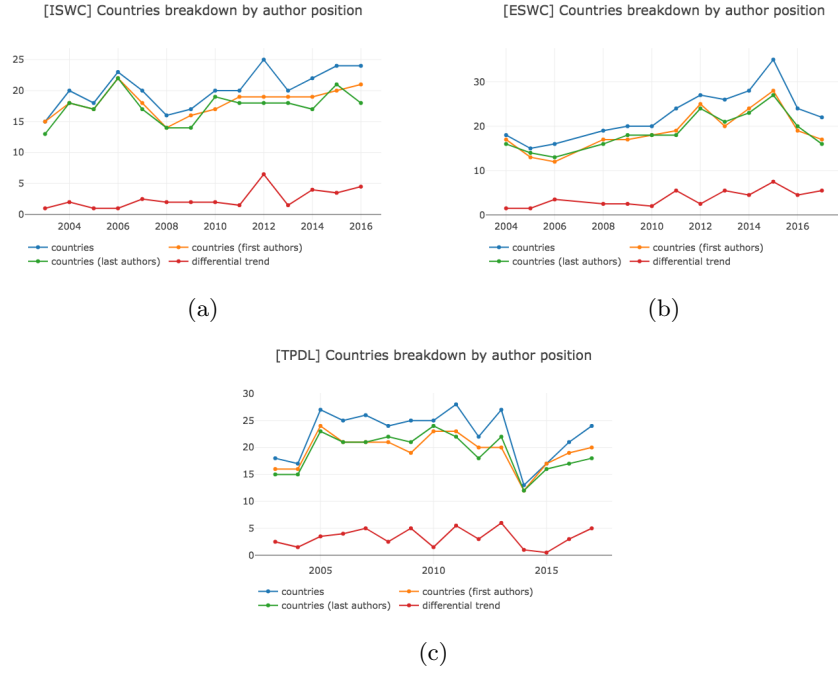 [ISWC] Countries breakdown by author position
25
20
15
10
5
0
2004 2006 2008 2010 2012 2014 2016
countries countries (first authors)
countries (last authors) differential trend
(a)
[ESWC] Countries breakdown by author position
30
20
10
0
2004 2006 2008 2010 2012 2014 2016
countries countries (first authors)
countries (last authors) differential trend
(b)
[TPDL] Countries breakdown by author position
30
25
20
15
10
5
0
2005 2010 2015
countries countries (first authors)
countries (last authors) differential trend
(c)